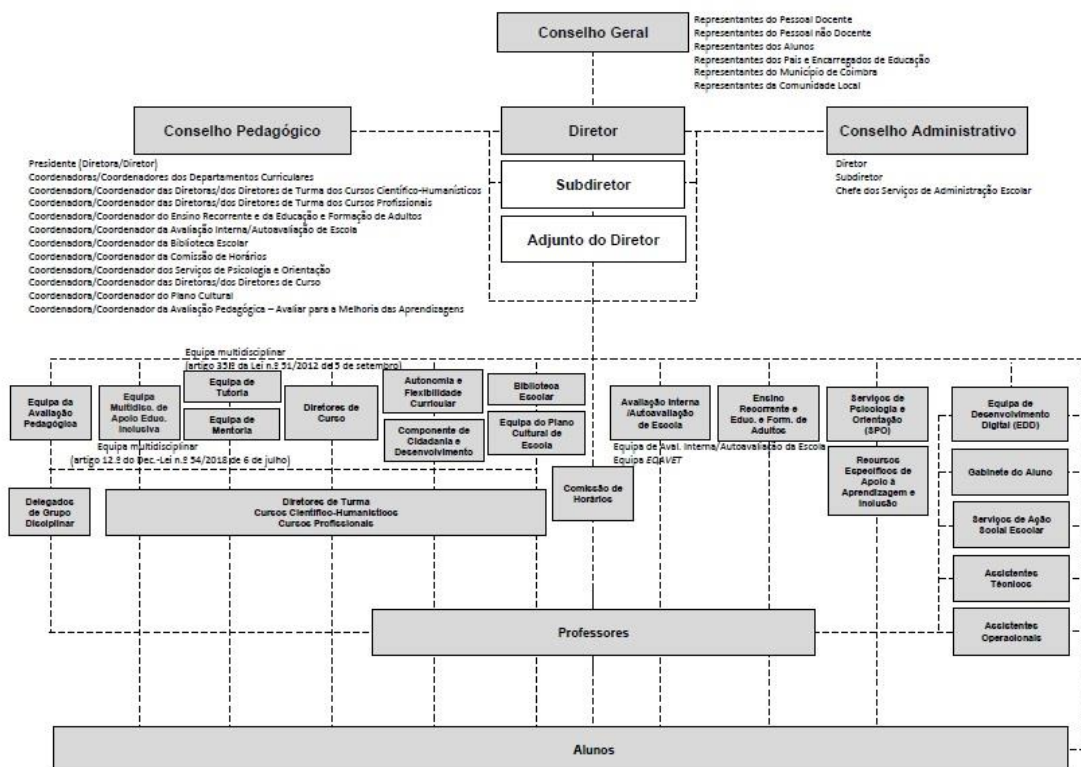 Conselho Geral
Representantes do Pessoal Docente
Representantes do Pessoal não Docente
Representantes dos Alunos
Representantes dos Pais e Encarregados de Educação
Representantes do Município de Coimbra
Representantes da Comunidade Local
Conselho Pedagógico
Diretor
Conselho Administrativo
Presidente (Diretora/Diretor)
Coordenadoras/Coordenadores dos Departamentos Curriculares
Coordenadora/Coordenador das Diretoras/dos Diretores de Turma dos Cursos Científico-Humanísticos
Coordenadora/Coordenador das Diretoras/dos Diretores de Turma dos Cursos Profissionais
Coordenadora/Coordenador do Ensino Recorrente e da Educação e Formação de Adultos
Coordenadora/Coordenador da Avaliação Interna/Autoavaliação de Escola
Coordenadora/Coordenador da Biblioteca Escolar
Coordenadora/Coordenador da Comissão de Horários
Coordenadora/Coordenador dos Serviços de Psicologia e Orientação
Coordenadora/Coordenador das Diretoras/dos Diretores de Curso
Coordenadora/Coordenador do Plano Cultural
Coordenadora/Coordenador da Avaliação Pedagógica – Avaliar para a Melhoria das Aprendizagens
Subdiretor
Adjunto do Diretor
Diretor
Subdiretor
Chefe dos Serviços de Administração Escolar
Equipa multidisciplinar
(artigo 35º da Lei n.º 51/2012 de 5 de setembro)
Equipa da
Avaliação
Pedagógica
Equipa
Multidisc. de
Apoio Educ.
Inclusiva
Equipa de
Tutoria
Equipa de
Mentoria
Diretores de
Curso
Autonomia e
Flexibilidade
Curricular
Componente de
Cidadania e
Desenvolvimento
Biblioteca
Escolar
Equipa do Plano
Cultural de
Escola
Avaliação Interna
/Autoavaliação
de Escola
Ensino
Recorrente e
Educ. e Form. de
Adultos
Serviços de
Psicologia e
Orientação
(SPO)
Equipa de
Desenvolvimento
Digital (EDD)
Equipa multidisciplinar
(artigo 12.º do Dec.-Lei n.º 54/2018 de 6 de julho)
Equipa de Aval. Interna/Autoavaliação da Escola
Equipa EQAVET
Delegados
de Grupo
Disciplinar
Diretores de Turma
Cursos Científico-Humanísticos
Cursos Profissionais
Comissão de
Horários
Recursos
Específicos de
Apoio à
Aprendizagem e
Inclusão
Gabinete do Aluno
Serviços de Ação
Social Escolar
Assistentes
Técnicos
Assistentes
Operacionais
Professores
Alunos